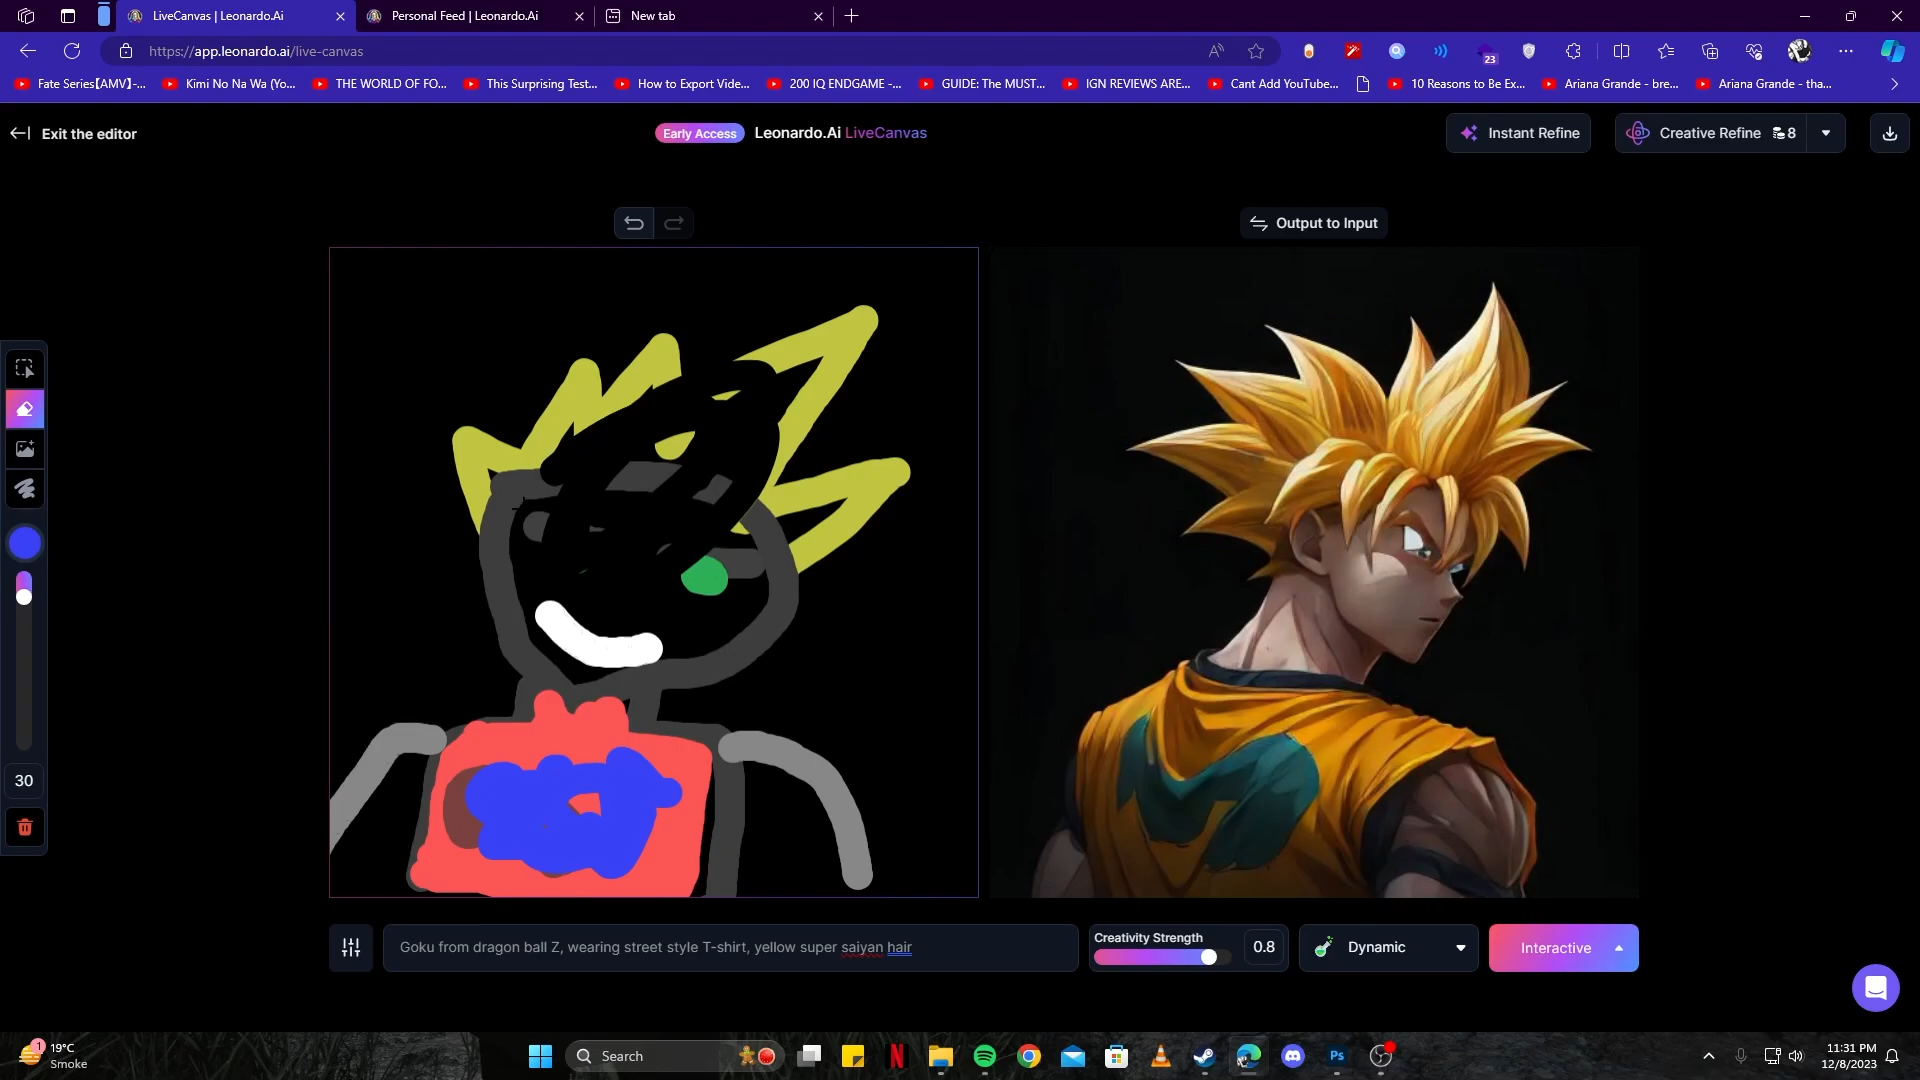 LiveCanvas | Leonardo.Ai
Personal Feed | Leonardo.Ai
New tab
https://app.leonardo.ai/live-canvas
23
Fate Series【AMV】-...
Kimi No Na Wa (Yo...
THE WORLD OF FO...
This Surprising Test...
How to Export Vide...
200 IQ ENDGAME -...
GUIDE: The MUST...
IGN REVIEWS ARE...
Cant Add YouTube...
10 Reasons to Be Ex...
Ariana Grande - bre...
Ariana Grande - tha...
Exit the editor
Early Access
Leonardo.Ai LiveCanvas
Instant Refine
Creative Refine 8
Output to Input
30
Goku from dragon ball Z, wearing street style T-shirt, yellow super saiyan hair
Creativity Strength
0.8
Dynamic
Interactive
1
19°C
Smoke
Search
Ps
11:31 PM
12/8/2023